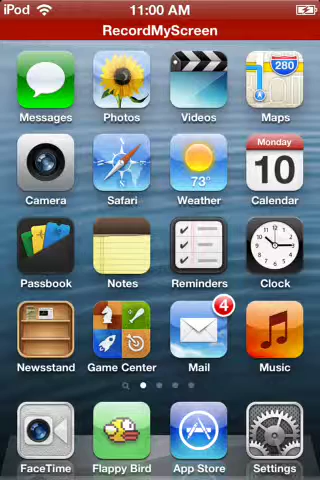 iPod 11:00 AM
RecordMyScreen
280
Messages Photos Videos Maps
73° Monday 10
Camera Safari Weather Calendar
Passbook Notes Reminders Clock
4
Newsstand Game Center Mail Music
FaceTime Flappy Bird App Store Settings